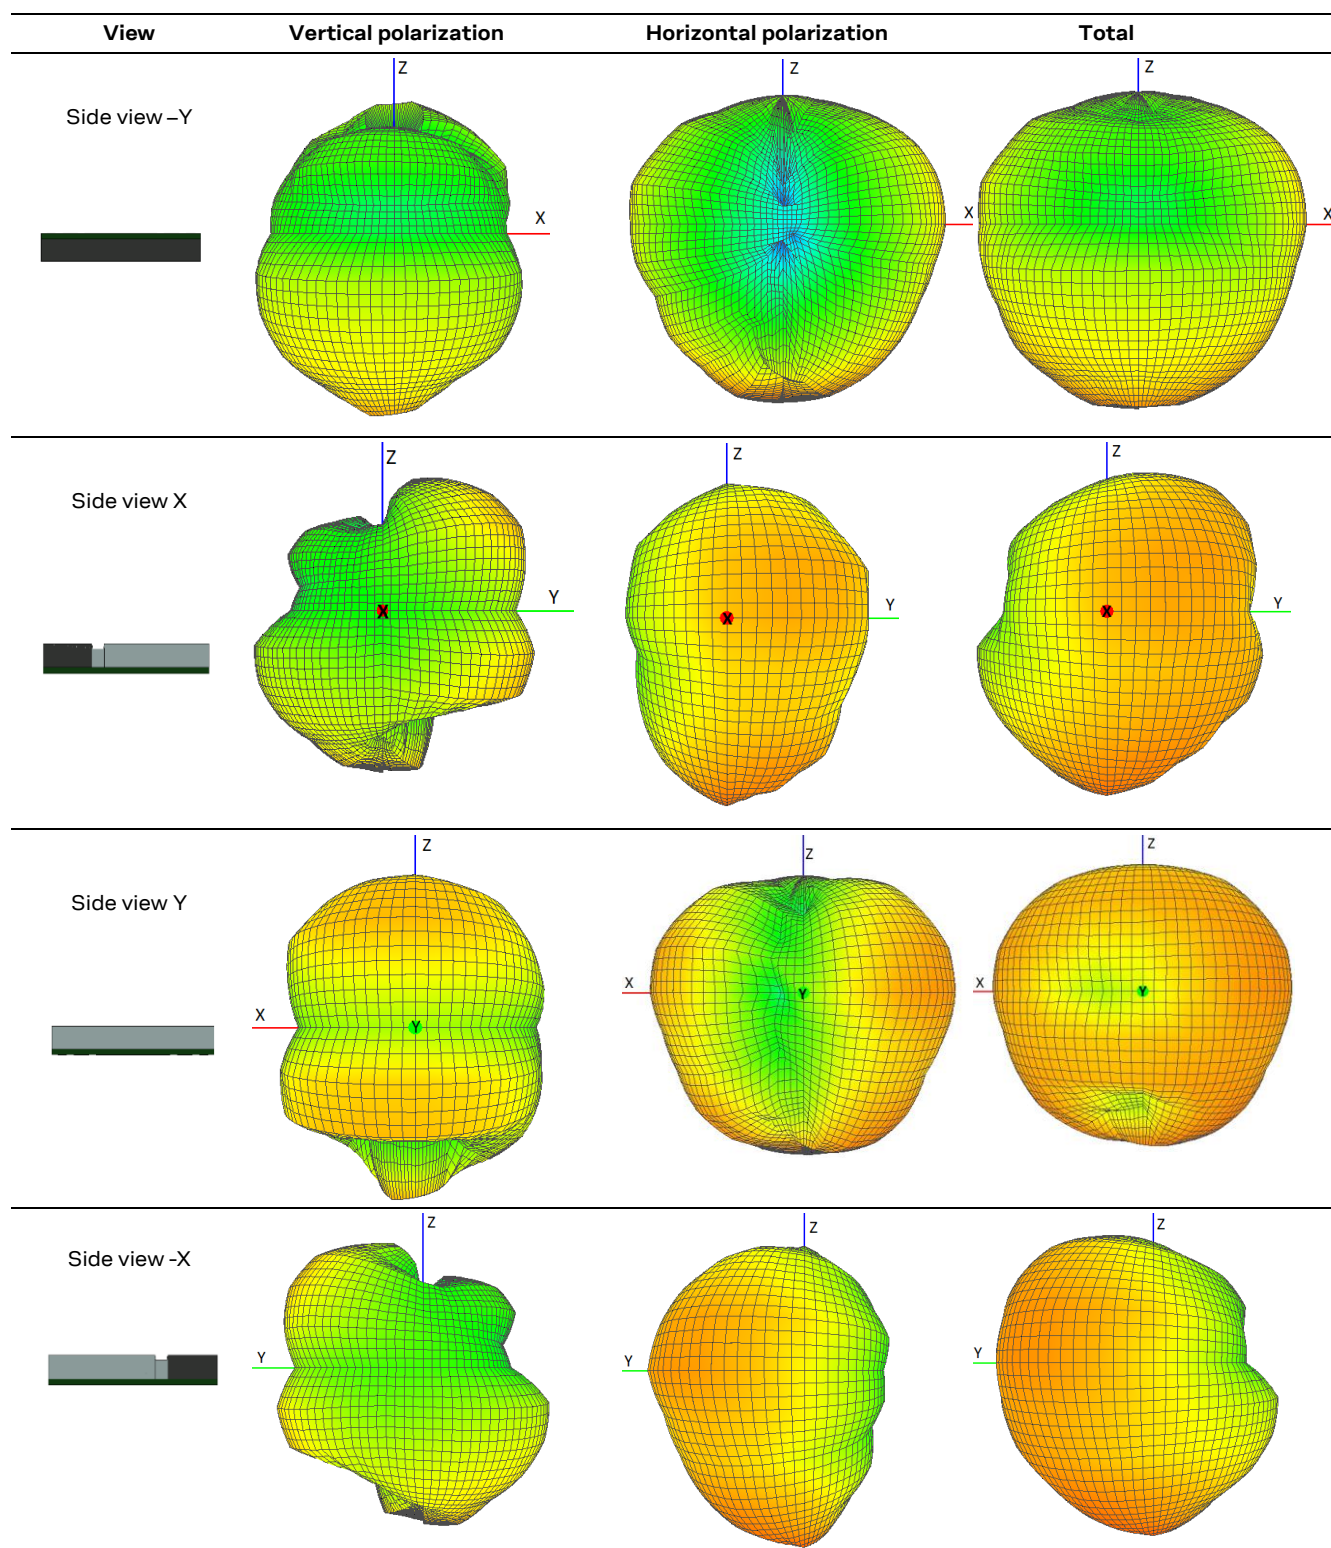 View Vertical polarization Horizontal polarization Total
Side view –Y
Z
X
Z
X
Z
X
Side view X
Z
Y
X
Z
Y
X
Z
Y
X
Side view Y
Z
X
Y
Z
X
Y
Z
X
Y
Side view -X
Z
Y
Z
Y
Z
Y